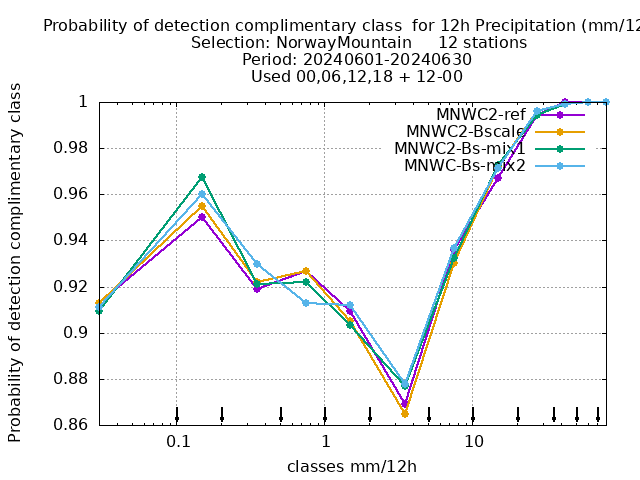 Probability of detection complimentary class  for 12h Precipitation (mm/12
Selection: NorwayMountain     12 stations
Period: 20240601-20240630
Used 00,06,12,18 + 12-00
Probability of detection complimentary class
1
0.98
0.96
0.94
0.92
0.9
0.88
0.86
MNWC2-ref
MNWC2-Bscale
MNWC2-Bs-mix1
MNWC-Bs-mix2
0.1
1
10
classes mm/12h